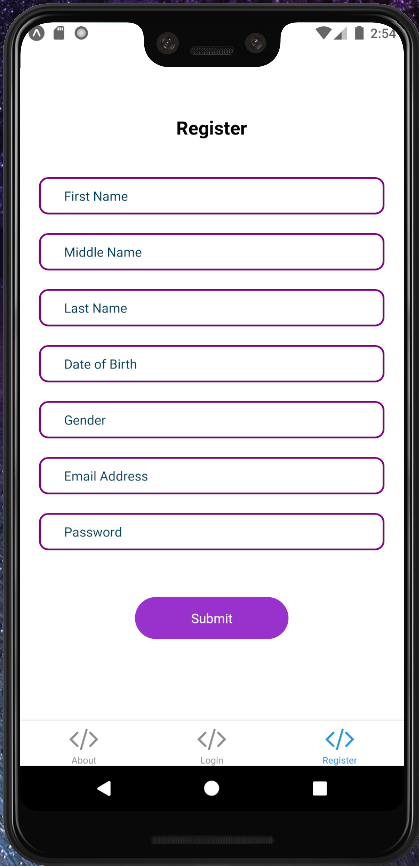 2:54
Register
First Name
Middle Name
Last Name
Date of Birth
Gender
Email Address
Password
Submit
About
Login
Register